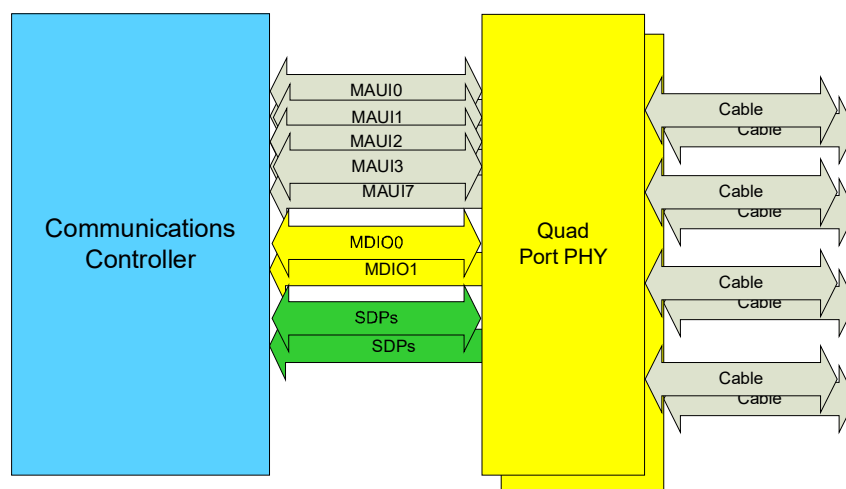 MAUI0
MAUI1
MAUI2
MAUI3
MAUI7
Communications
Controller
MDIO0
MDIO1
SDPs
SDPs
Quad
Port PHY
Cable
Cable
Cable
Cable
Cable
Cable
Cable
Cable